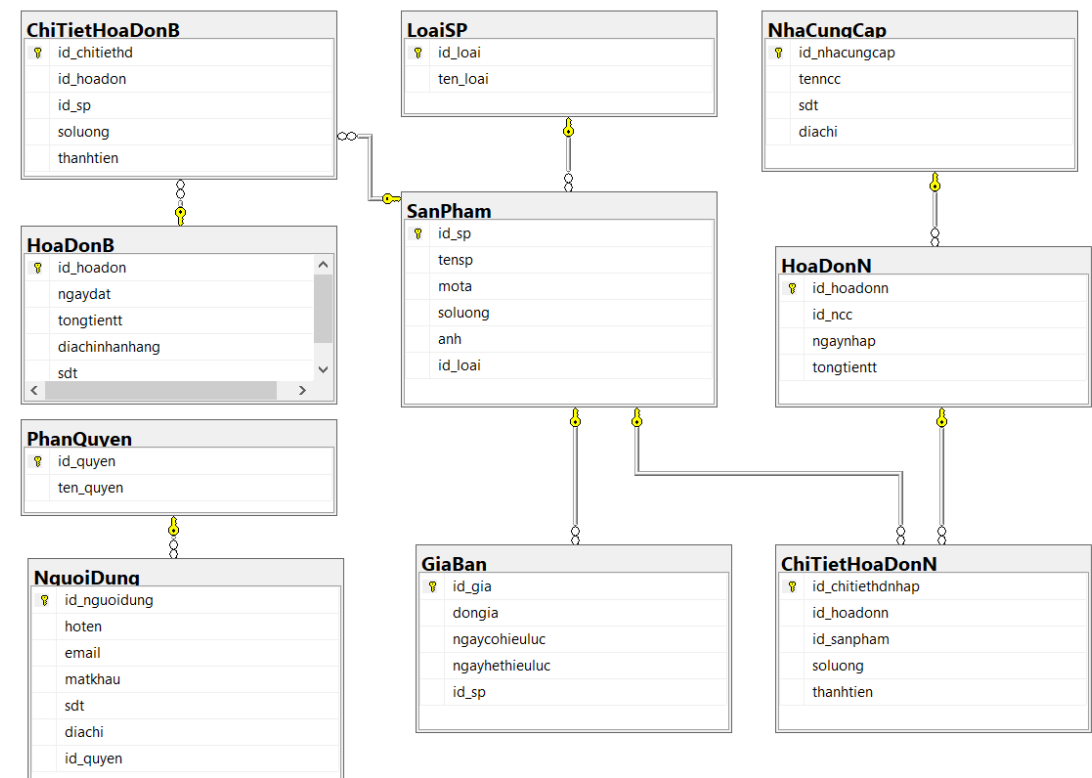 ChiTietHoaDonB
id_chitiethd
id_hoadon
id_sp
soluong
thanhtien
LoaiSP
id_loai
ten_loai
NhaCungCap
id_nhacungcap
tenncc
sdt
diachi
HoaDonB
id_hoadon
ngaydat
tongtientt
diachinhanhang
sdt
SanPham
id_sp
tensp
mota
soluong
anh
id_loai
HoaDonN
id_hoadonn
id_ncc
ngaynhap
tongtientt
PhanQuyen
id_quyen
ten_quyen
NguoiDung
id_nguoidung
hoten
email
matkhau
sdt
diachi
id_quyen
GiaBan
id_gia
dongia
ngaycohieuluc
ngayhethieuluc
id_sp
ChiTietHoaDonN
id_chitiethdnhap
id_hoadonn
id_sanpham
soluong
thanhtien